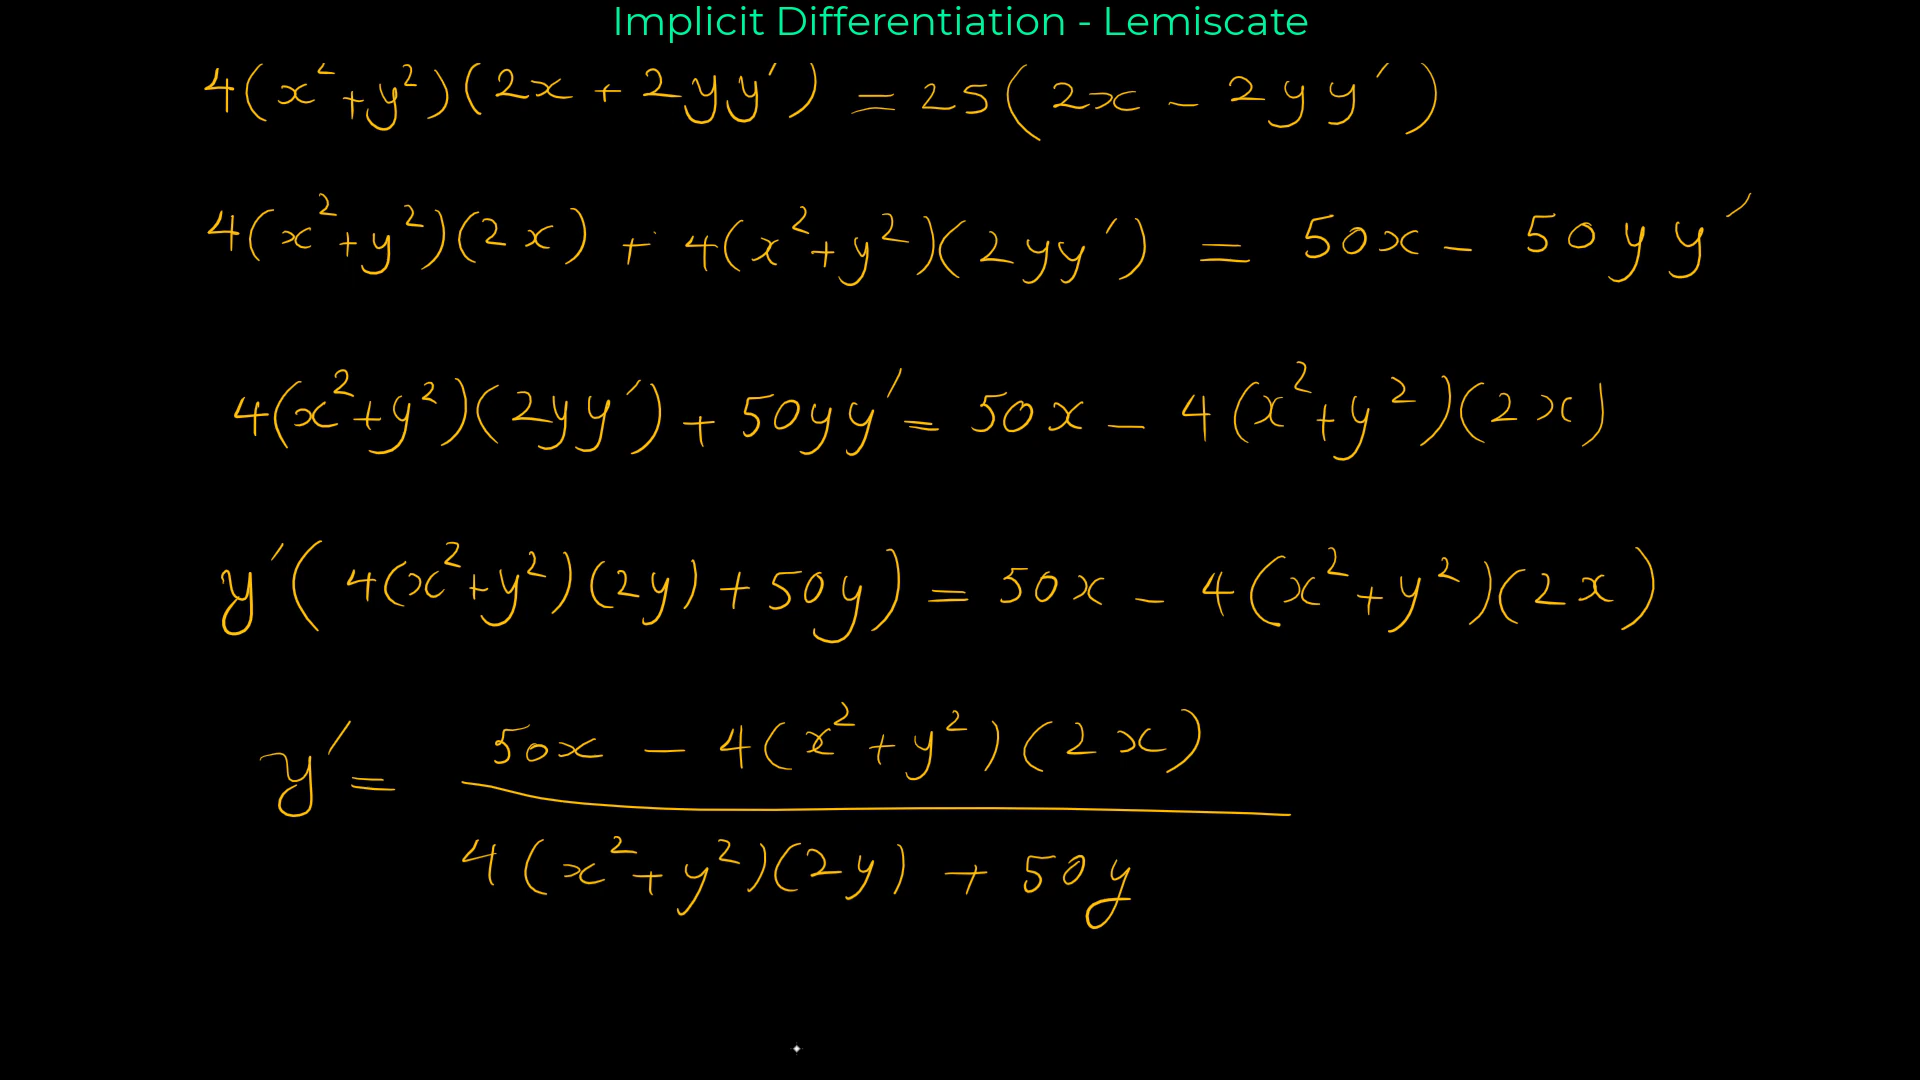 Implicit Differentiation - Lemiscate
4(x²+y²)(2x + 2yy′) = 25(2x − 2yy′)
4(x²+y²)(2x) + 4(x²+y²)(2yy′) = 50x − 50yy′
4(x²+y²)(2yy′) + 50yy′ = 50x − 4(x²+y²)(2x)
y′(4(x²+y²)(2y) + 50y) = 50x − 4(x²+y²)(2x)
y′ = 50x − 4(x²+y²)(2x)
4(x²+y²)(2y) + 50y